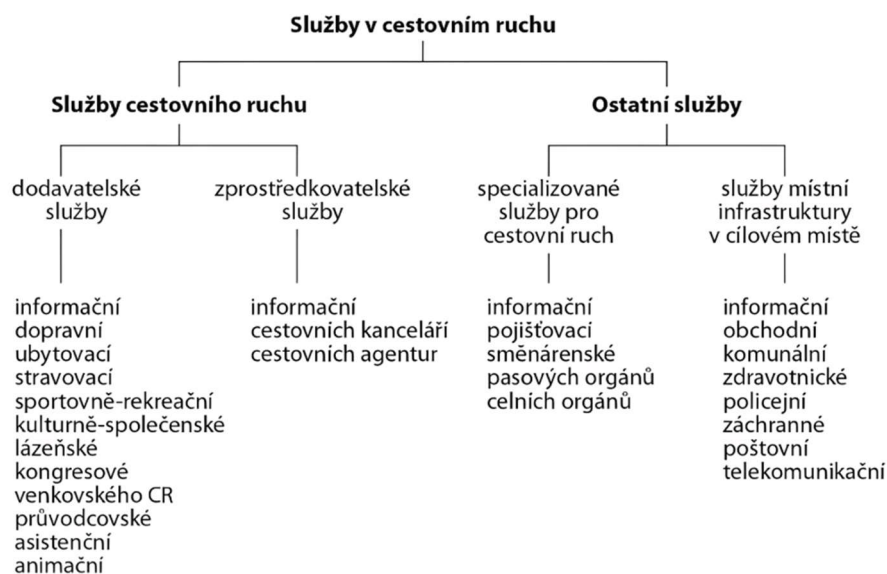 Služby v cestovním ruchu
Služby cestovního ruchu
Ostatní služby
dodavatelské
služby
zprostředkovatelské
služby
specializované
služby pro
cestovní ruch
služby místní
infrastruktury
v cílovém místě
informační
dopravní
ubytovací
stravovací
sportovně-rekreační
kulturně-společenské
lázeňské
kongresové
venkovského CR
průvodcovské
asistenční
animační
informační
cestovních kanceláří
cestovních agentur
informační
pojišťovací
směnárenské
pasových orgánů
celních orgánů
informační
obchodní
komunální
zdravotnické
policejní
záchranné
poštovní
telekomunikační